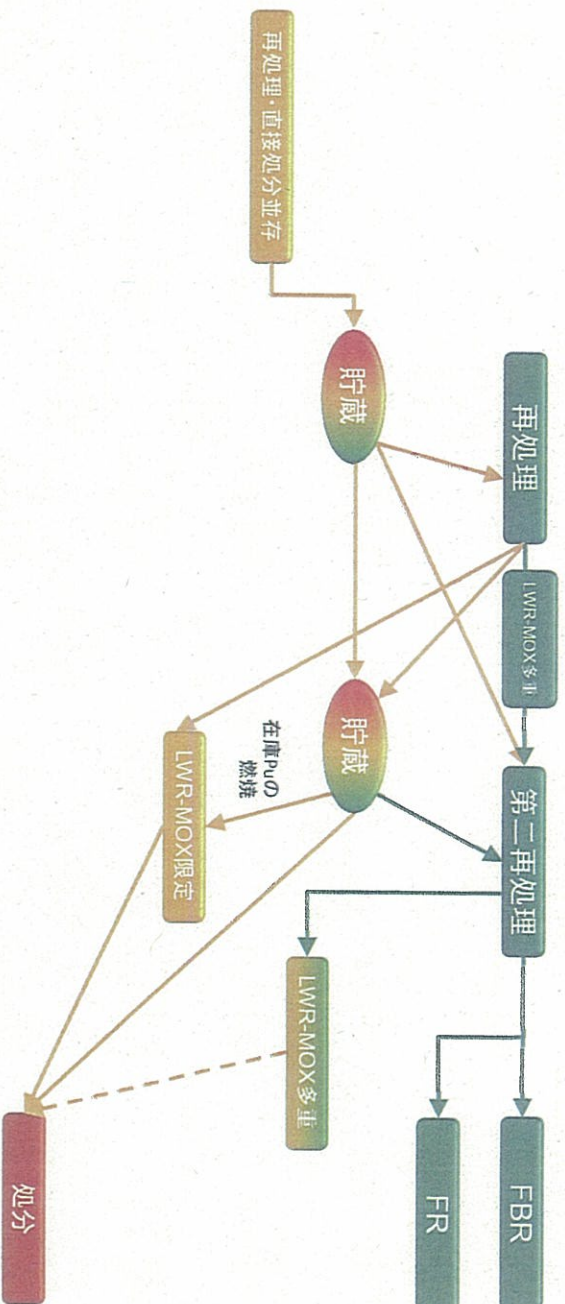 再処理・直接処分並存
貯蔵
再処理
LWR-MOX多重
貯蔵
在庫Puの
燃焼
LWR-MOX限定
第二再処理
LWR-MOX多重
FBR
FR
処分